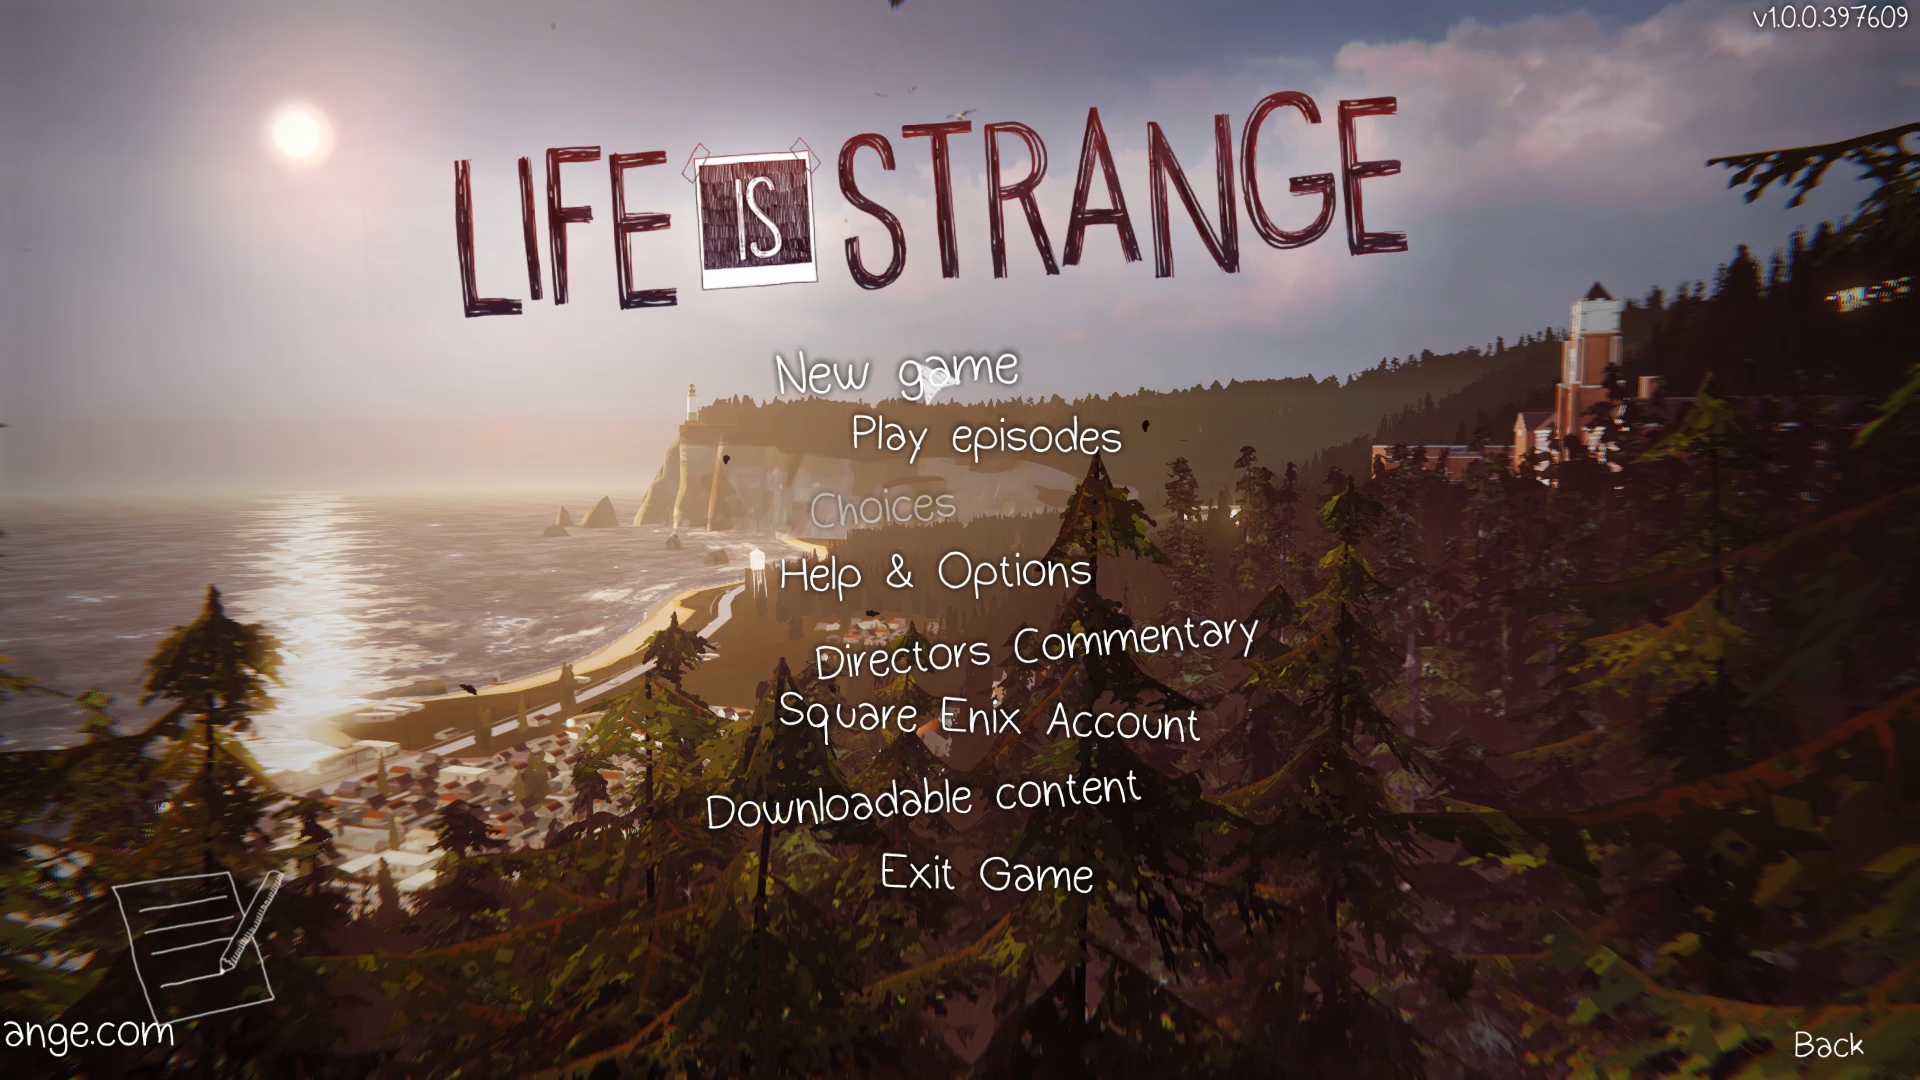 v1.0.0.397609
LIFE IS STRANGE
New game
Play episodes
Choices
Help & Options
Directors Commentary
Square Enix Account
Downloadable content
Exit Game
ange.com
Back